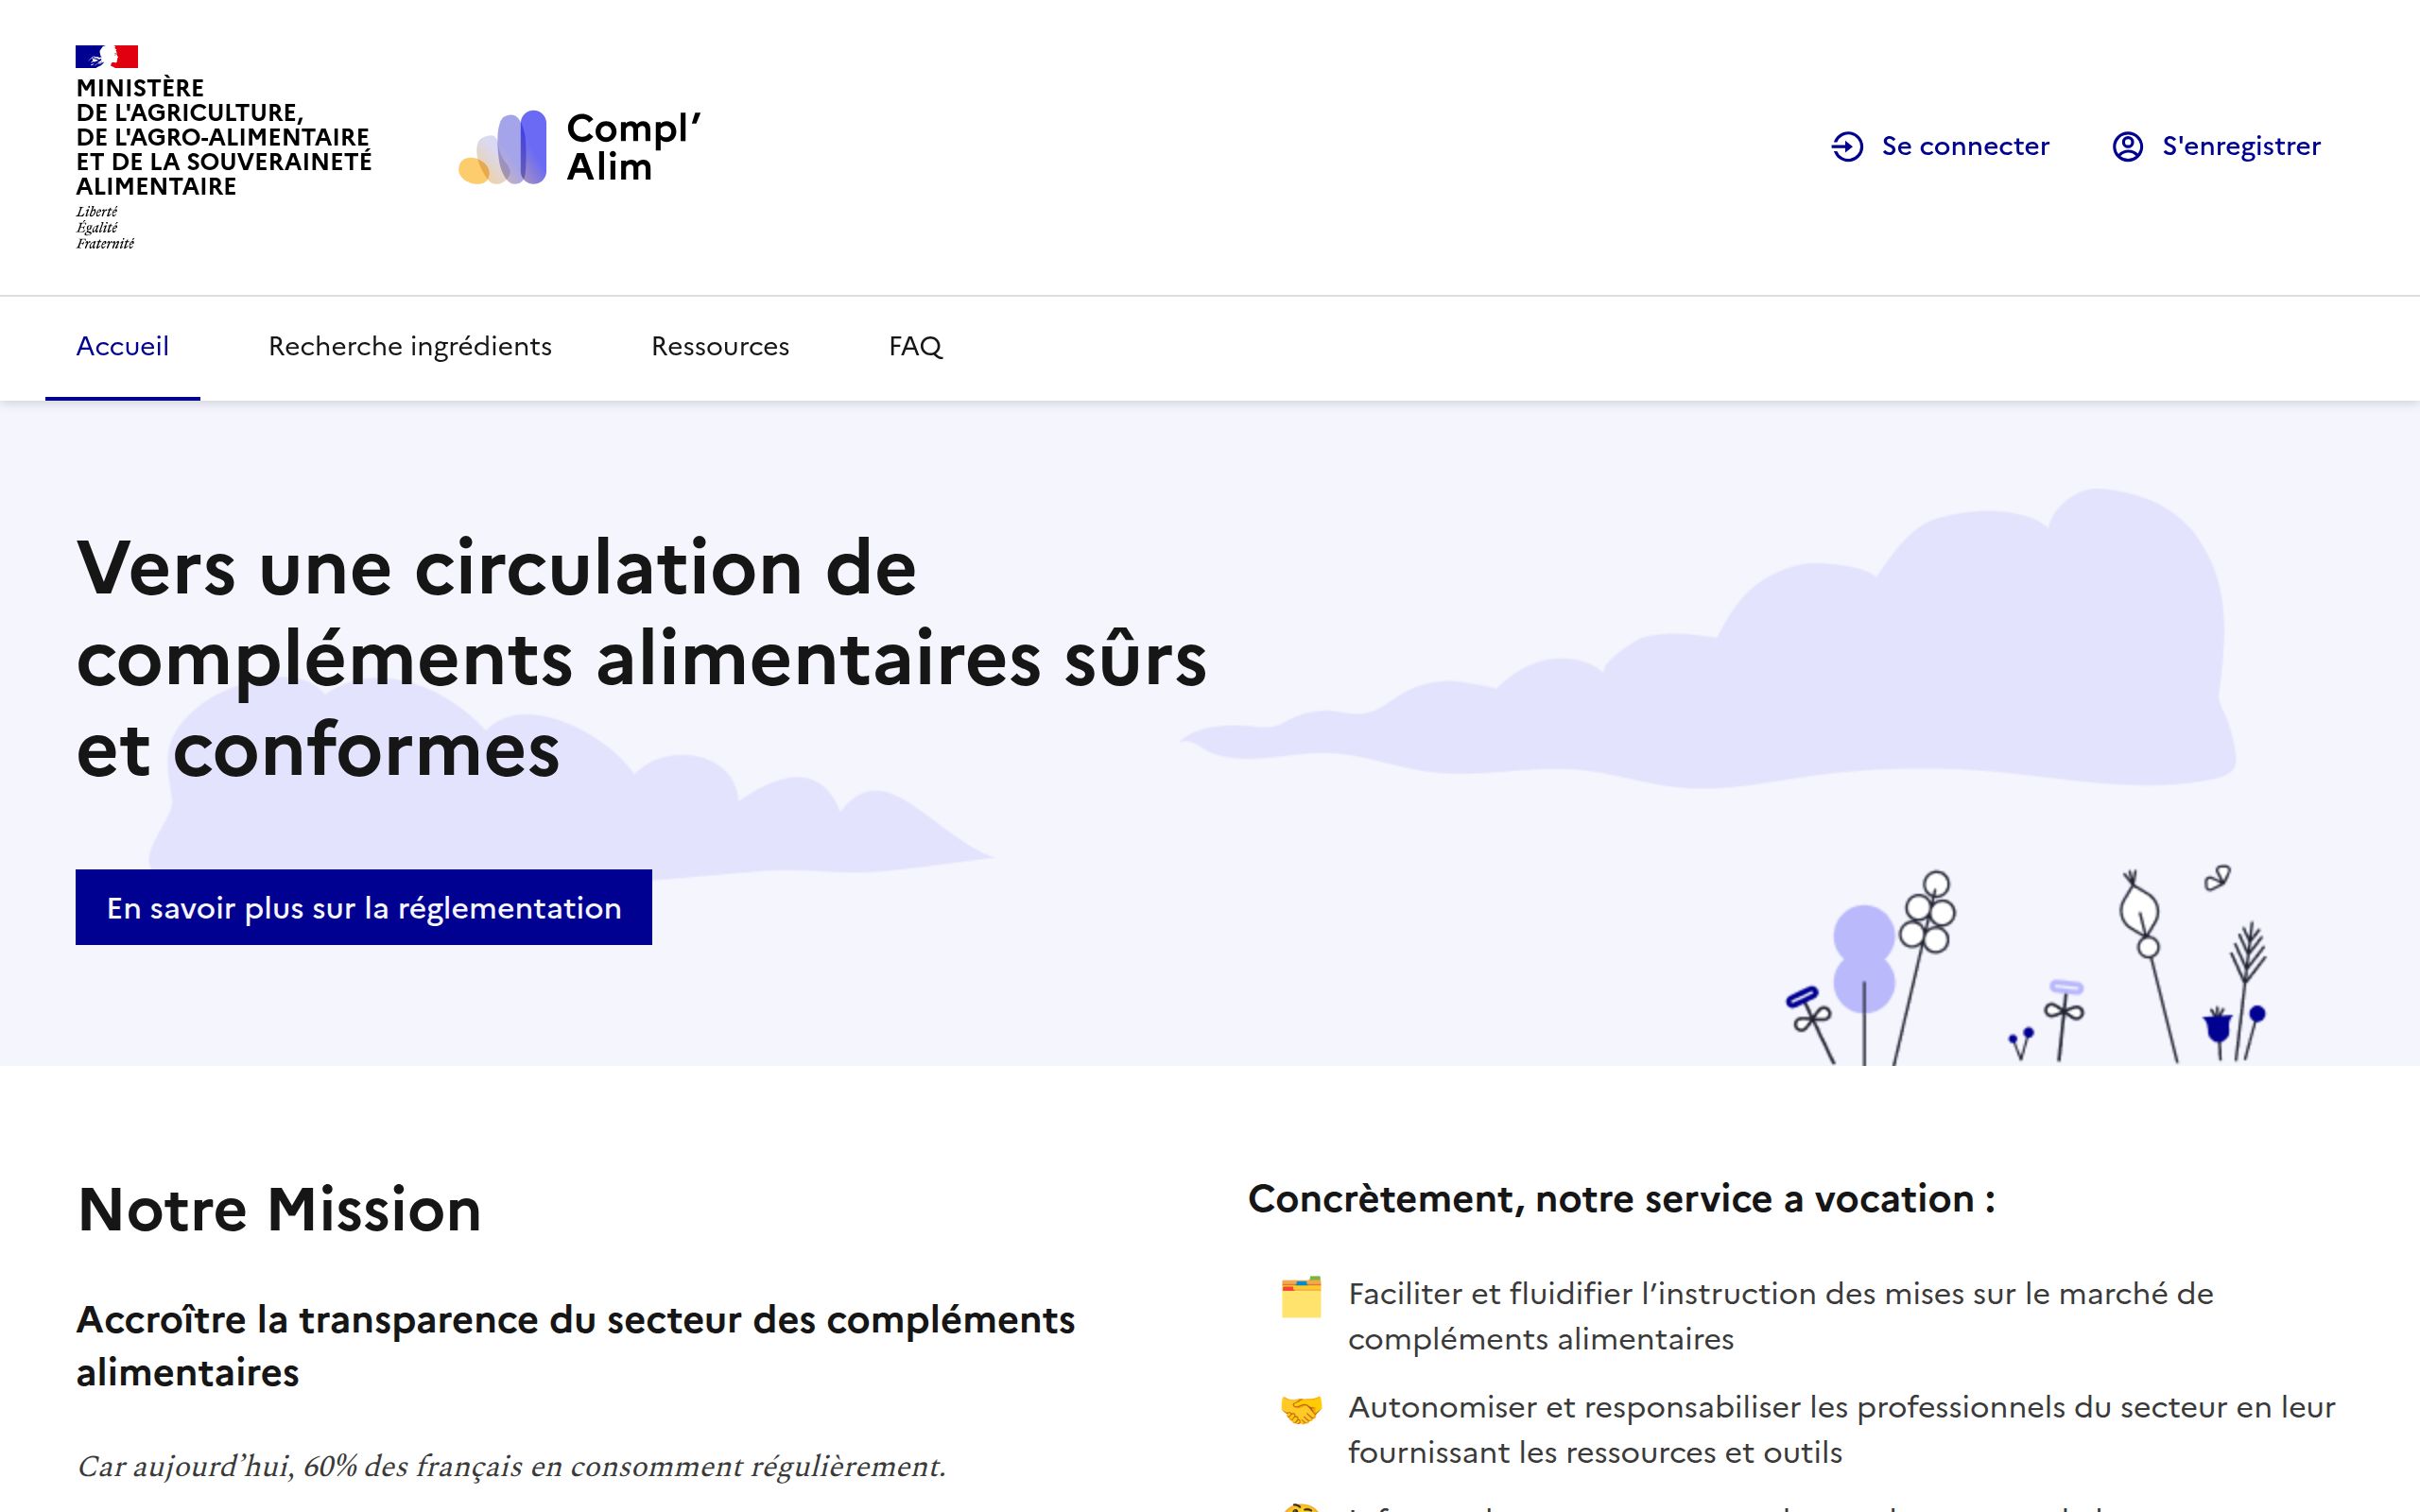 MINISTÈRE
DE L'AGRICULTURE,
DE L'AGRO-ALIMENTAIRE
ET DE LA SOUVERAINETÉ
ALIMENTAIRE
Liberté
Égalité
Fraternité
Compl’
Alim
Se connecter
S'enregistrer
Accueil
Recherche ingrédients
Ressources
FAQ
Vers une circulation de
compléments alimentaires sûrs
et conformes
En savoir plus sur la réglementation
Notre Mission
Accroître la transparence du secteur des compléments
alimentaires
Car aujourd’hui, 60% des français en consomment régulièrement.
Concrètement, notre service a vocation :
Faciliter et fluidifier l’instruction des mises sur le marché de
compléments alimentaires
Autonomiser et responsabiliser les professionnels du secteur en leur
fournissant les ressources et outils